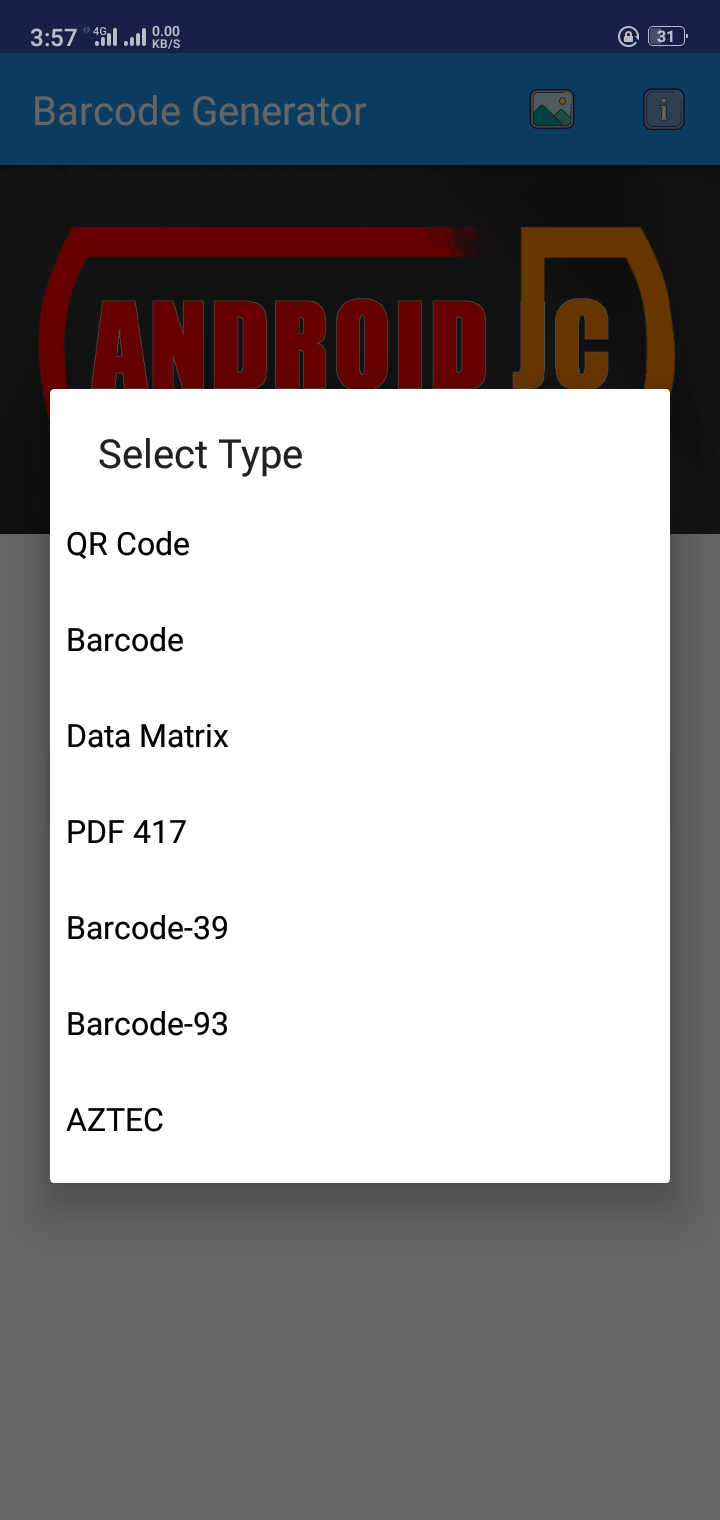 3:57 4G 0.00 KB/S 31
Barcode Generator
ANDROID JC
Select Type
QR Code
Barcode
Data Matrix
PDF 417
Barcode-39
Barcode-93
AZTEC